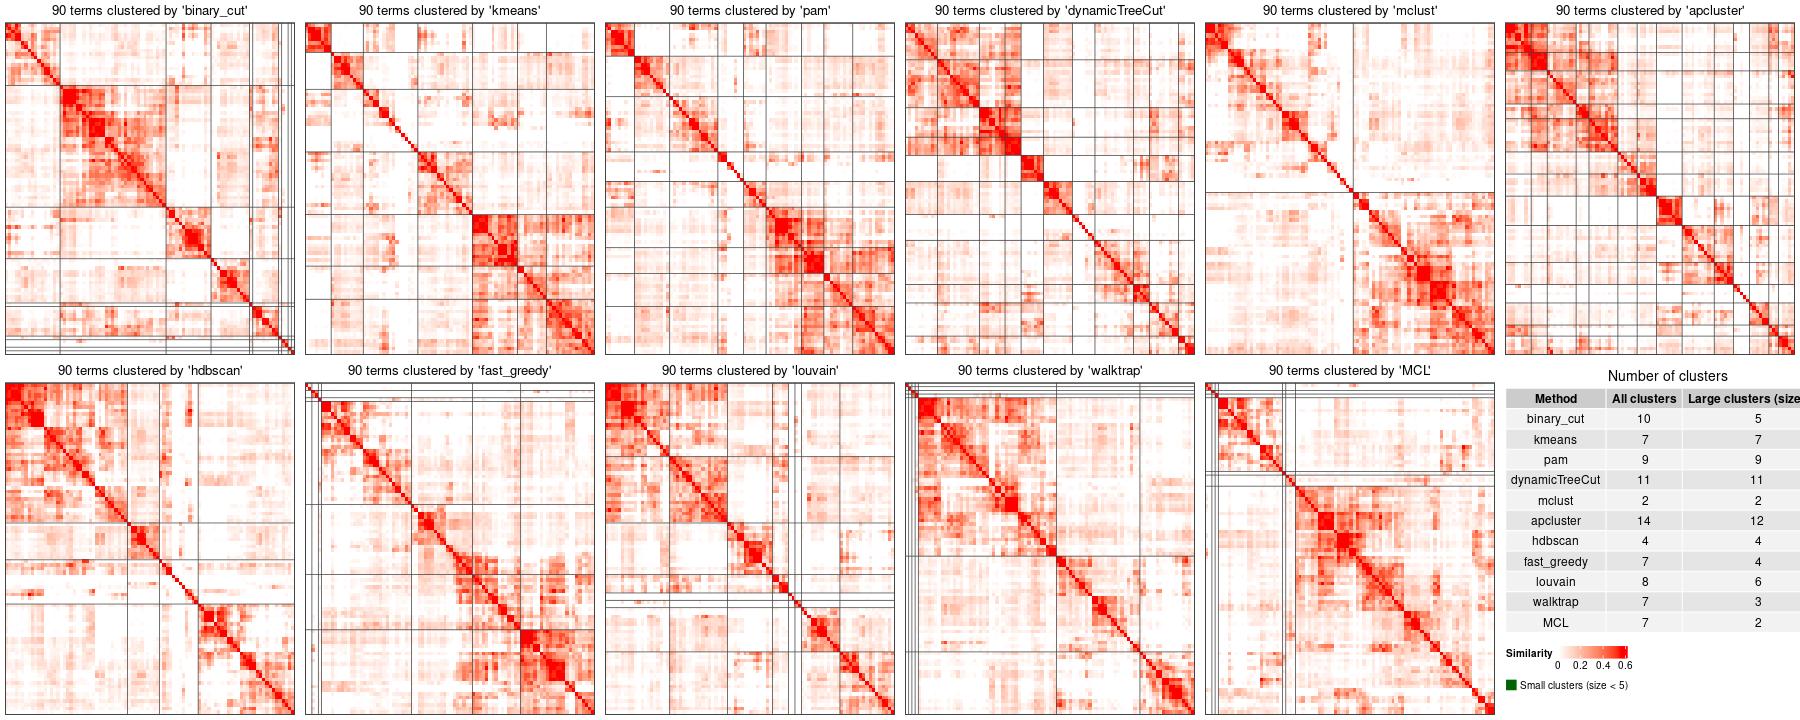 90 terms clustered by 'binary_cut'
90 terms clustered by 'kmeans'
90 terms clustered by 'pam'
90 terms clustered by 'dynamicTreeCut'
90 terms clustered by 'mclust'
90 terms clustered by 'apcluster'
90 terms clustered by 'hdbscan'
90 terms clustered by 'fast_greedy'
90 terms clustered by 'louvain'
90 terms clustered by 'walktrap'
90 terms clustered by 'MCL'
Number of clusters
Method All clusters Large clusters (size
binary_cut 10 5
kmeans 7 7
pam 9 9
dynamicTreeCut 11 11
mclust 2 2
apcluster 14 12
hdbscan 4 4
fast_greedy 7 4
louvain 8 6
walktrap 7 3
MCL 7 2
Similarity
0 0.2 0.4 0.6
Small clusters (size < 5)